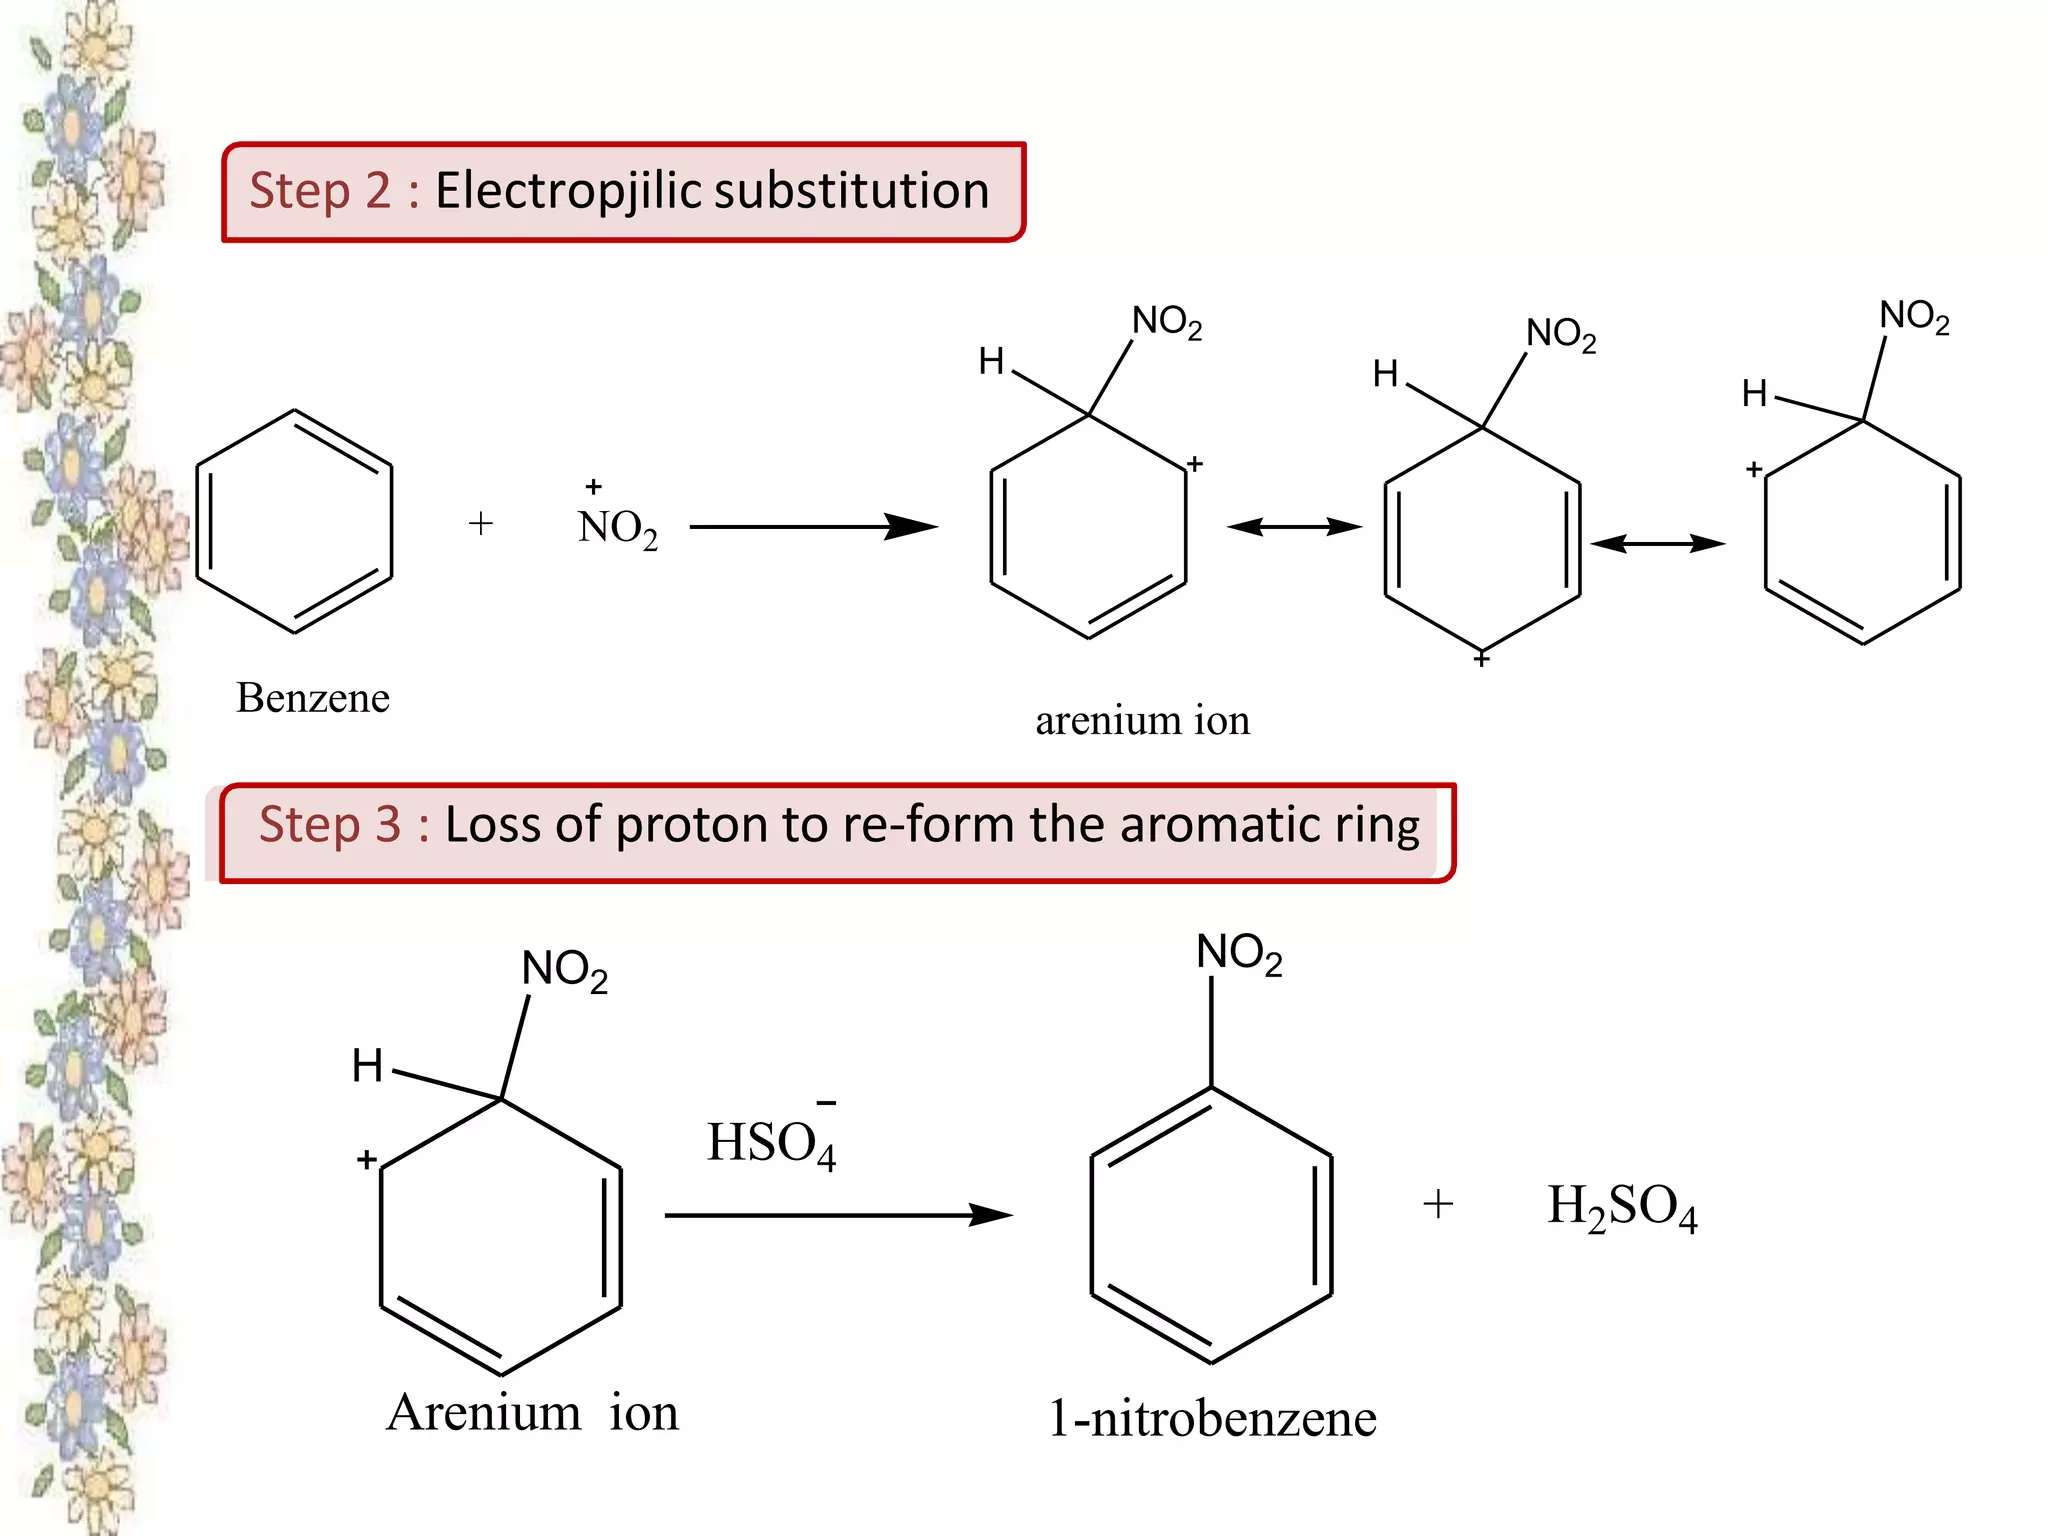 Step 2 : Electropjilic substitution
NO₂ NO₂ NO₂
H H H
+ +
+
+ NO₂
+
Benzene
arenium ion
Step 3 : Loss of proton to re-form the aromatic ring
NO₂ NO₂
H
+
HSO₄⁻
+ H₂SO₄
Arenium ion
1-nitrobenzene